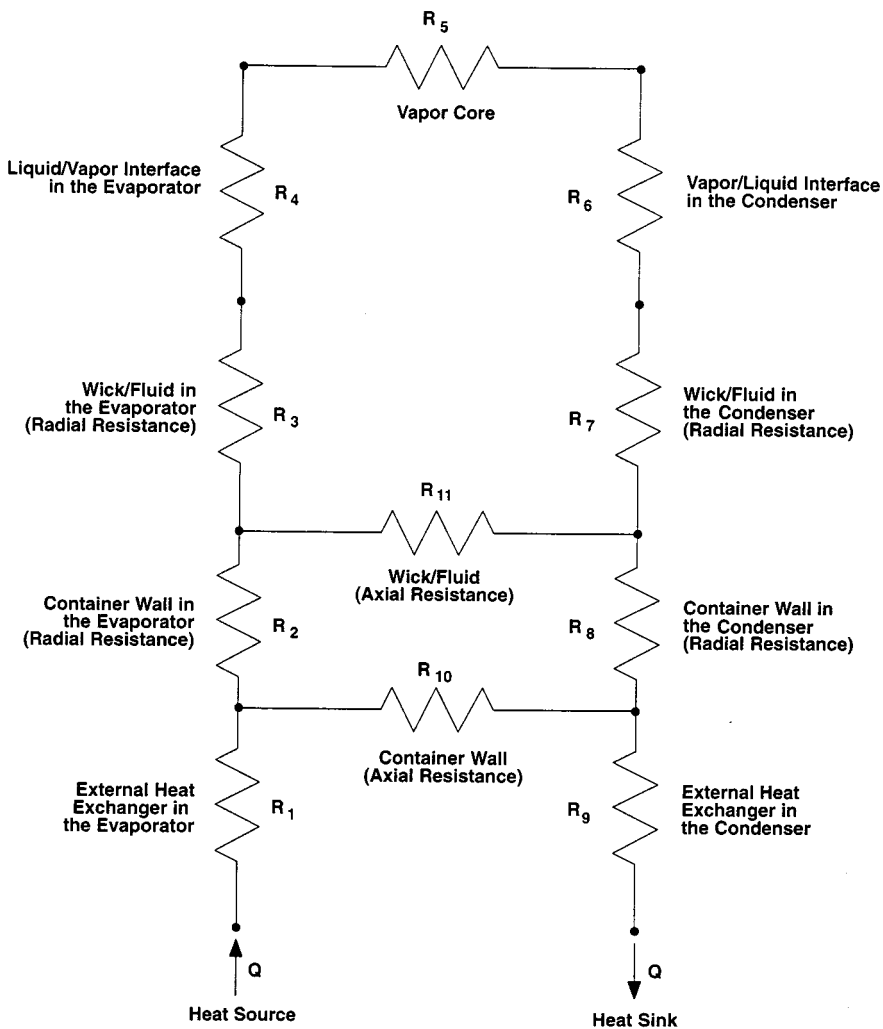 R5
Vapor Core
Liquid/Vapor Interface
in the Evaporator
R4
R6
Vapor/Liquid Interface
in the Condenser
Wick/Fluid in
the Evaporator
(Radial Resistance)
R3
R7
Wick/Fluid in
the Condenser
(Radial Resistance)
R11
Wick/Fluid
(Axial Resistance)
Container Wall in
the Evaporator
(Radial Resistance)
R2
R8
Container Wall in
the Condenser
(Radial Resistance)
R10
Container Wall
(Axial Resistance)
External Heat
Exchanger in
the Evaporator
R1
R9
External Heat
Exchanger in
the Condenser
Q
Heat Source
Q
Heat Sink